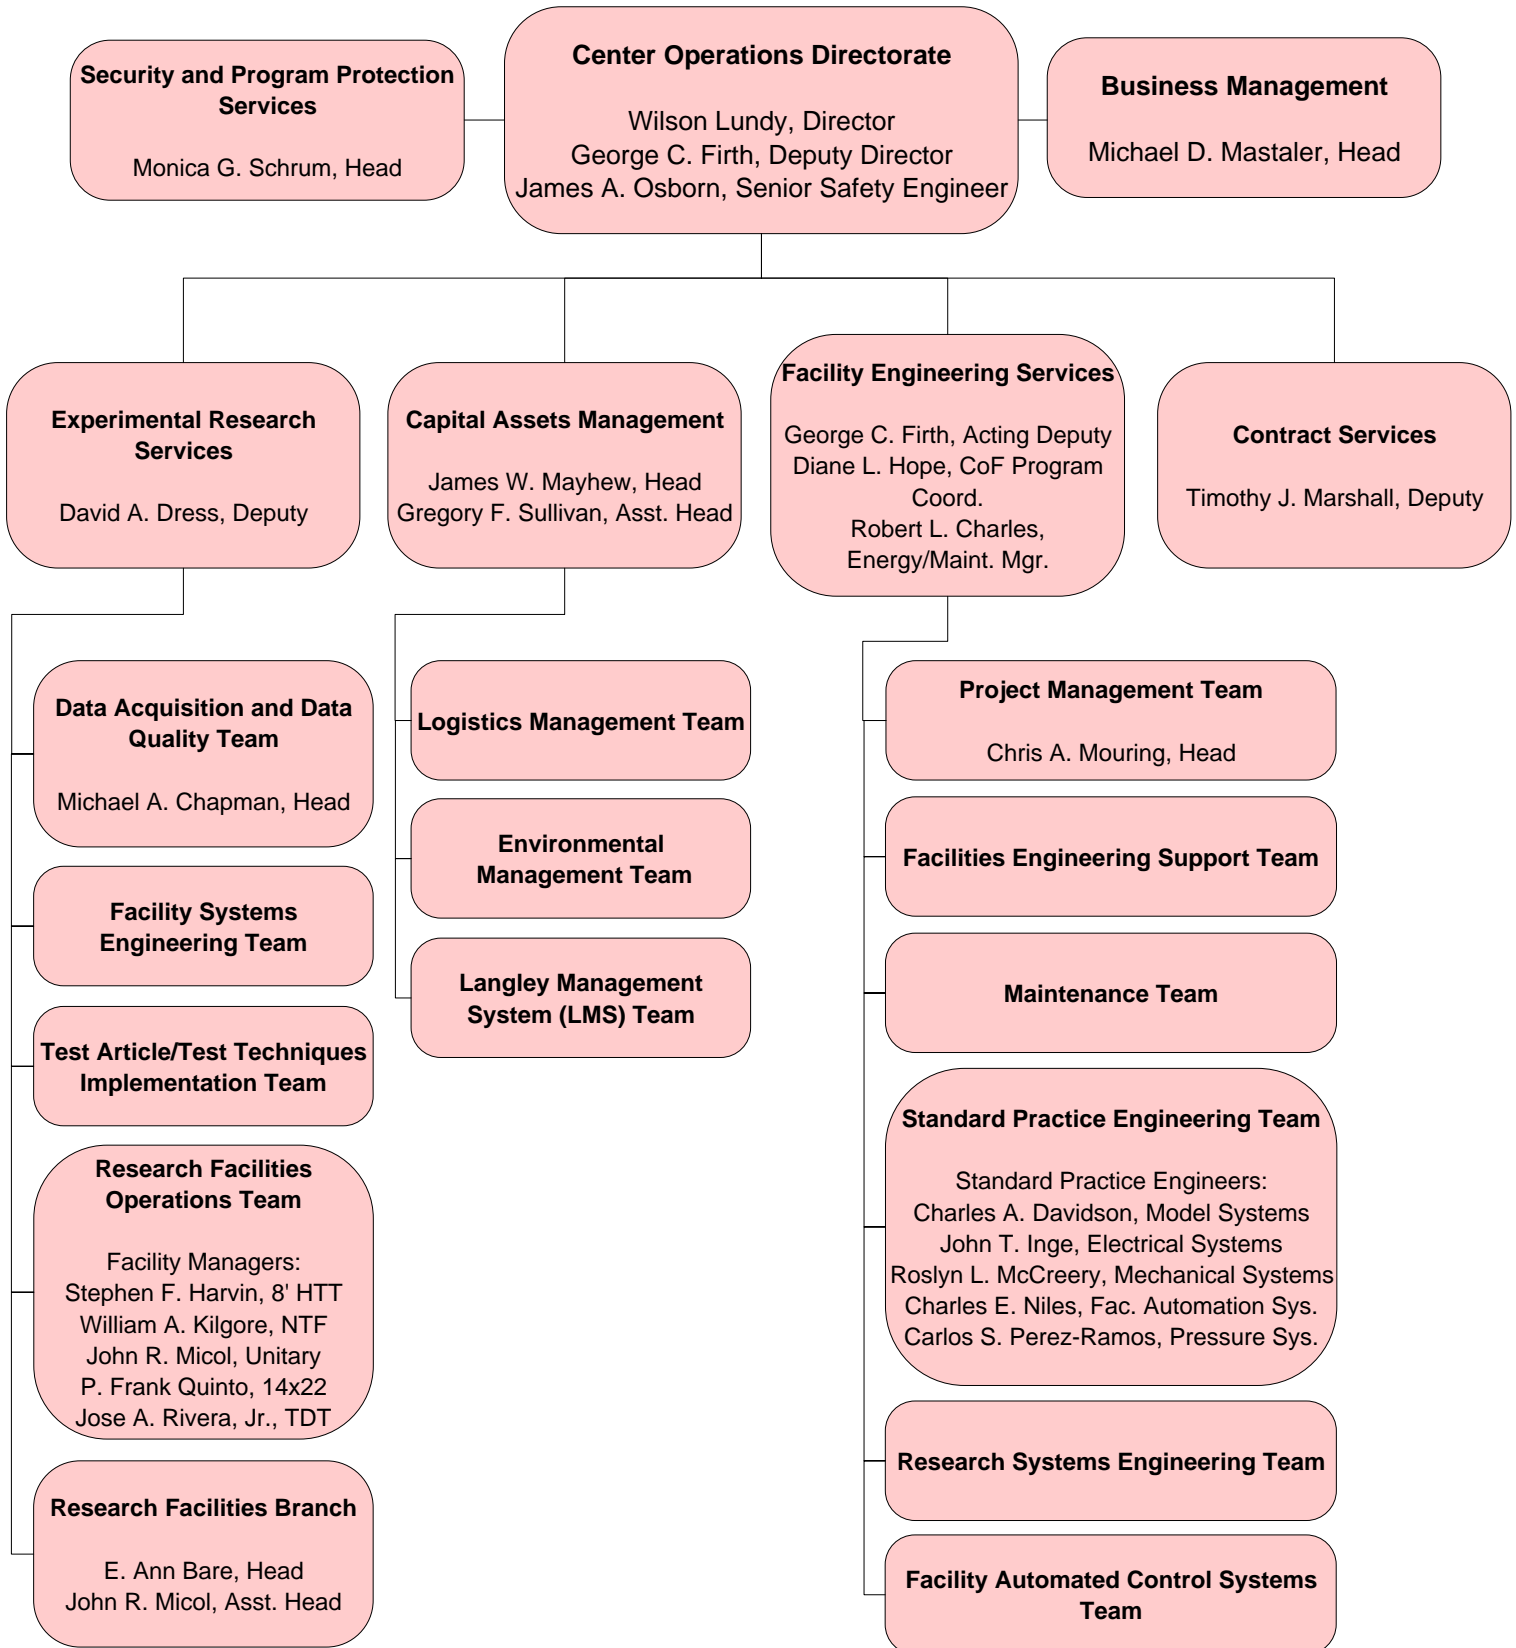 Security and Program Protection
Services
Monica G. Schrum, Head
Center Operations Directorate
Wilson Lundy, Director
George C. Firth, Deputy Director
James A. Osborn, Senior Safety Engineer
Business Management
Michael D. Mastaler, Head
Experimental Research
Services
David A. Dress, Deputy
Capital Assets Management
James W. Mayhew, Head
Gregory F. Sullivan, Asst. Head
Facility Engineering Services
George C. Firth, Acting Deputy
Diane L. Hope, CoF Program
Coord.
Robert L. Charles,
Energy/Maint. Mgr.
Contract Services
Timothy J. Marshall, Deputy
Data Acquisition and Data
Quality Team
Michael A. Chapman, Head
Facility Systems
Engineering Team
Test Article/Test Techniques
Implementation Team
Research Facilities
Operations Team
Facility Managers:
Stephen F. Harvin, 8' HTT
William A. Kilgore, NTF
John R. Micol, Unitary
P. Frank Quinto, 14x22
Jose A. Rivera, Jr., TDT
Research Facilities Branch
E. Ann Bare, Head
John R. Micol, Asst. Head
Logistics Management Team
Environmental
Management Team
Langley Management
System (LMS) Team
Project Management Team
Chris A. Mouring, Head
Facilities Engineering Support Team
Maintenance Team
Standard Practice Engineering Team
Standard Practice Engineers:
Charles A. Davidson, Model Systems
John T. Inge, Electrical Systems
Roslyn L. McCreery, Mechanical Systems
Charles E. Niles, Fac. Automation Sys.
Carlos S. Perez-Ramos, Pressure Sys.
Research Systems Engineering Team
Facility Automated Control Systems
Team